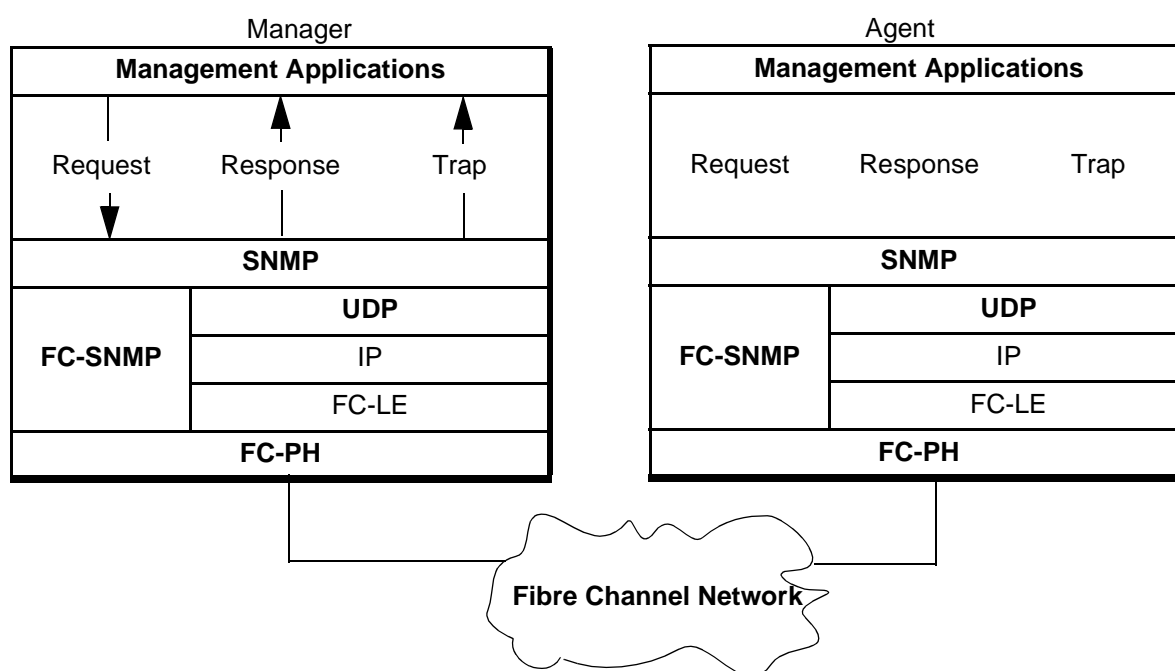 Manager
Management Applications
Request Response Trap
SNMP
FC-SNMP
UDP
IP
FC-LE
FC-PH
Agent
Management Applications
Request Response Trap
SNMP
FC-SNMP
UDP
IP
FC-LE
FC-PH
Fibre Channel Network